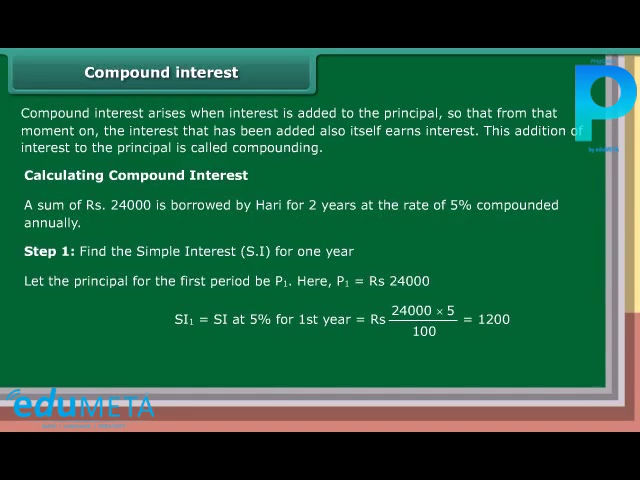 Compound interest
Compound interest arises when interest is added to the principal, so that from that
moment on, the interest that has been added also itself earns interest. This addition of
interest to the principal is called compounding.
Calculating Compound Interest
A sum of Rs. 24000 is borrowed by Hari for 2 years at the rate of 5% compounded
annually.
Step 1: Find the Simple Interest (S.I) for one year
Let the principal for the first period be P₁. Here, P₁ = Rs 24000
SI₁ = SI at 5% for 1st year = Rs (24000 × 5)/100 = 1200
P
by eduMETA
eduMETA